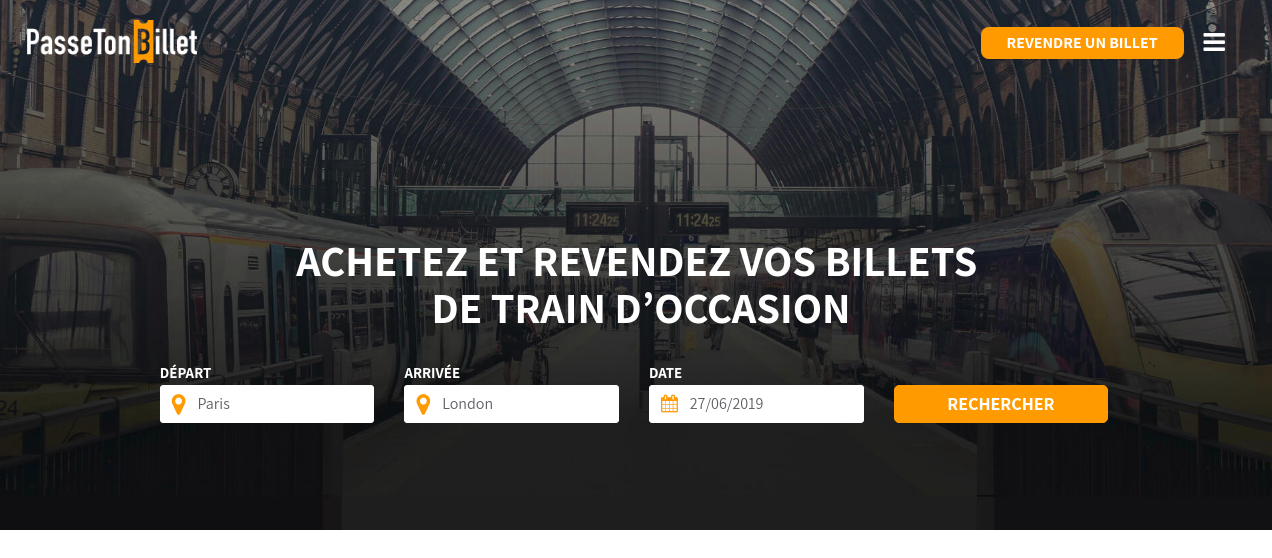 PasseTonBillet
REVENDRE UN BILLET
11:24 25
11:24 25
ACHETEZ ET REVENDEZ VOS BILLETS
DE TRAIN D’OCCASION
DÉPART
ARRIVÉE
DATE
Paris
London
27/06/2019
RECHERCHER
24